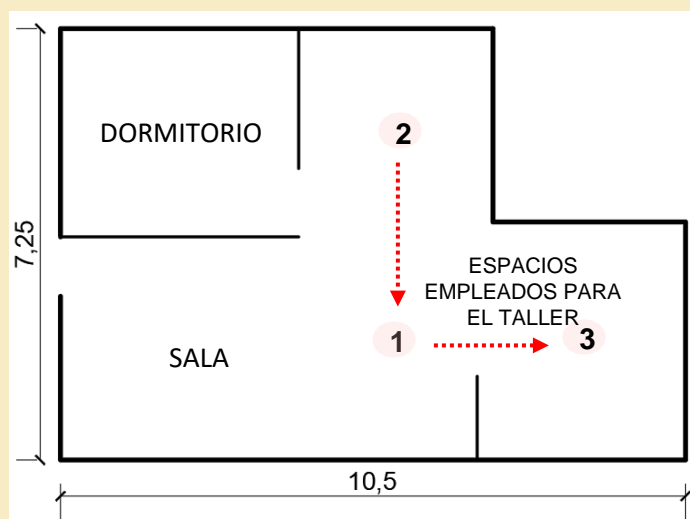 DORMITORIO
2
7,25
ESPACIOS
EMPLEADOS PARA
EL TALLER
1
3
SALA
10,5